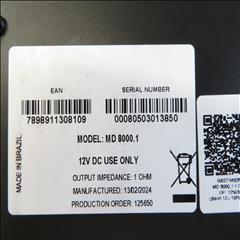 EAN
SERIAL NUMBER
7898911308109
00080503013850
MODEL: MD 8000.1
12V DC USE ONLY
OUTPUT IMPEDANCE: 1 OHM
MANUFACTURED: 13/02/2024
PRODUCTION ORDER: 125650
MADE IN BRAZIL